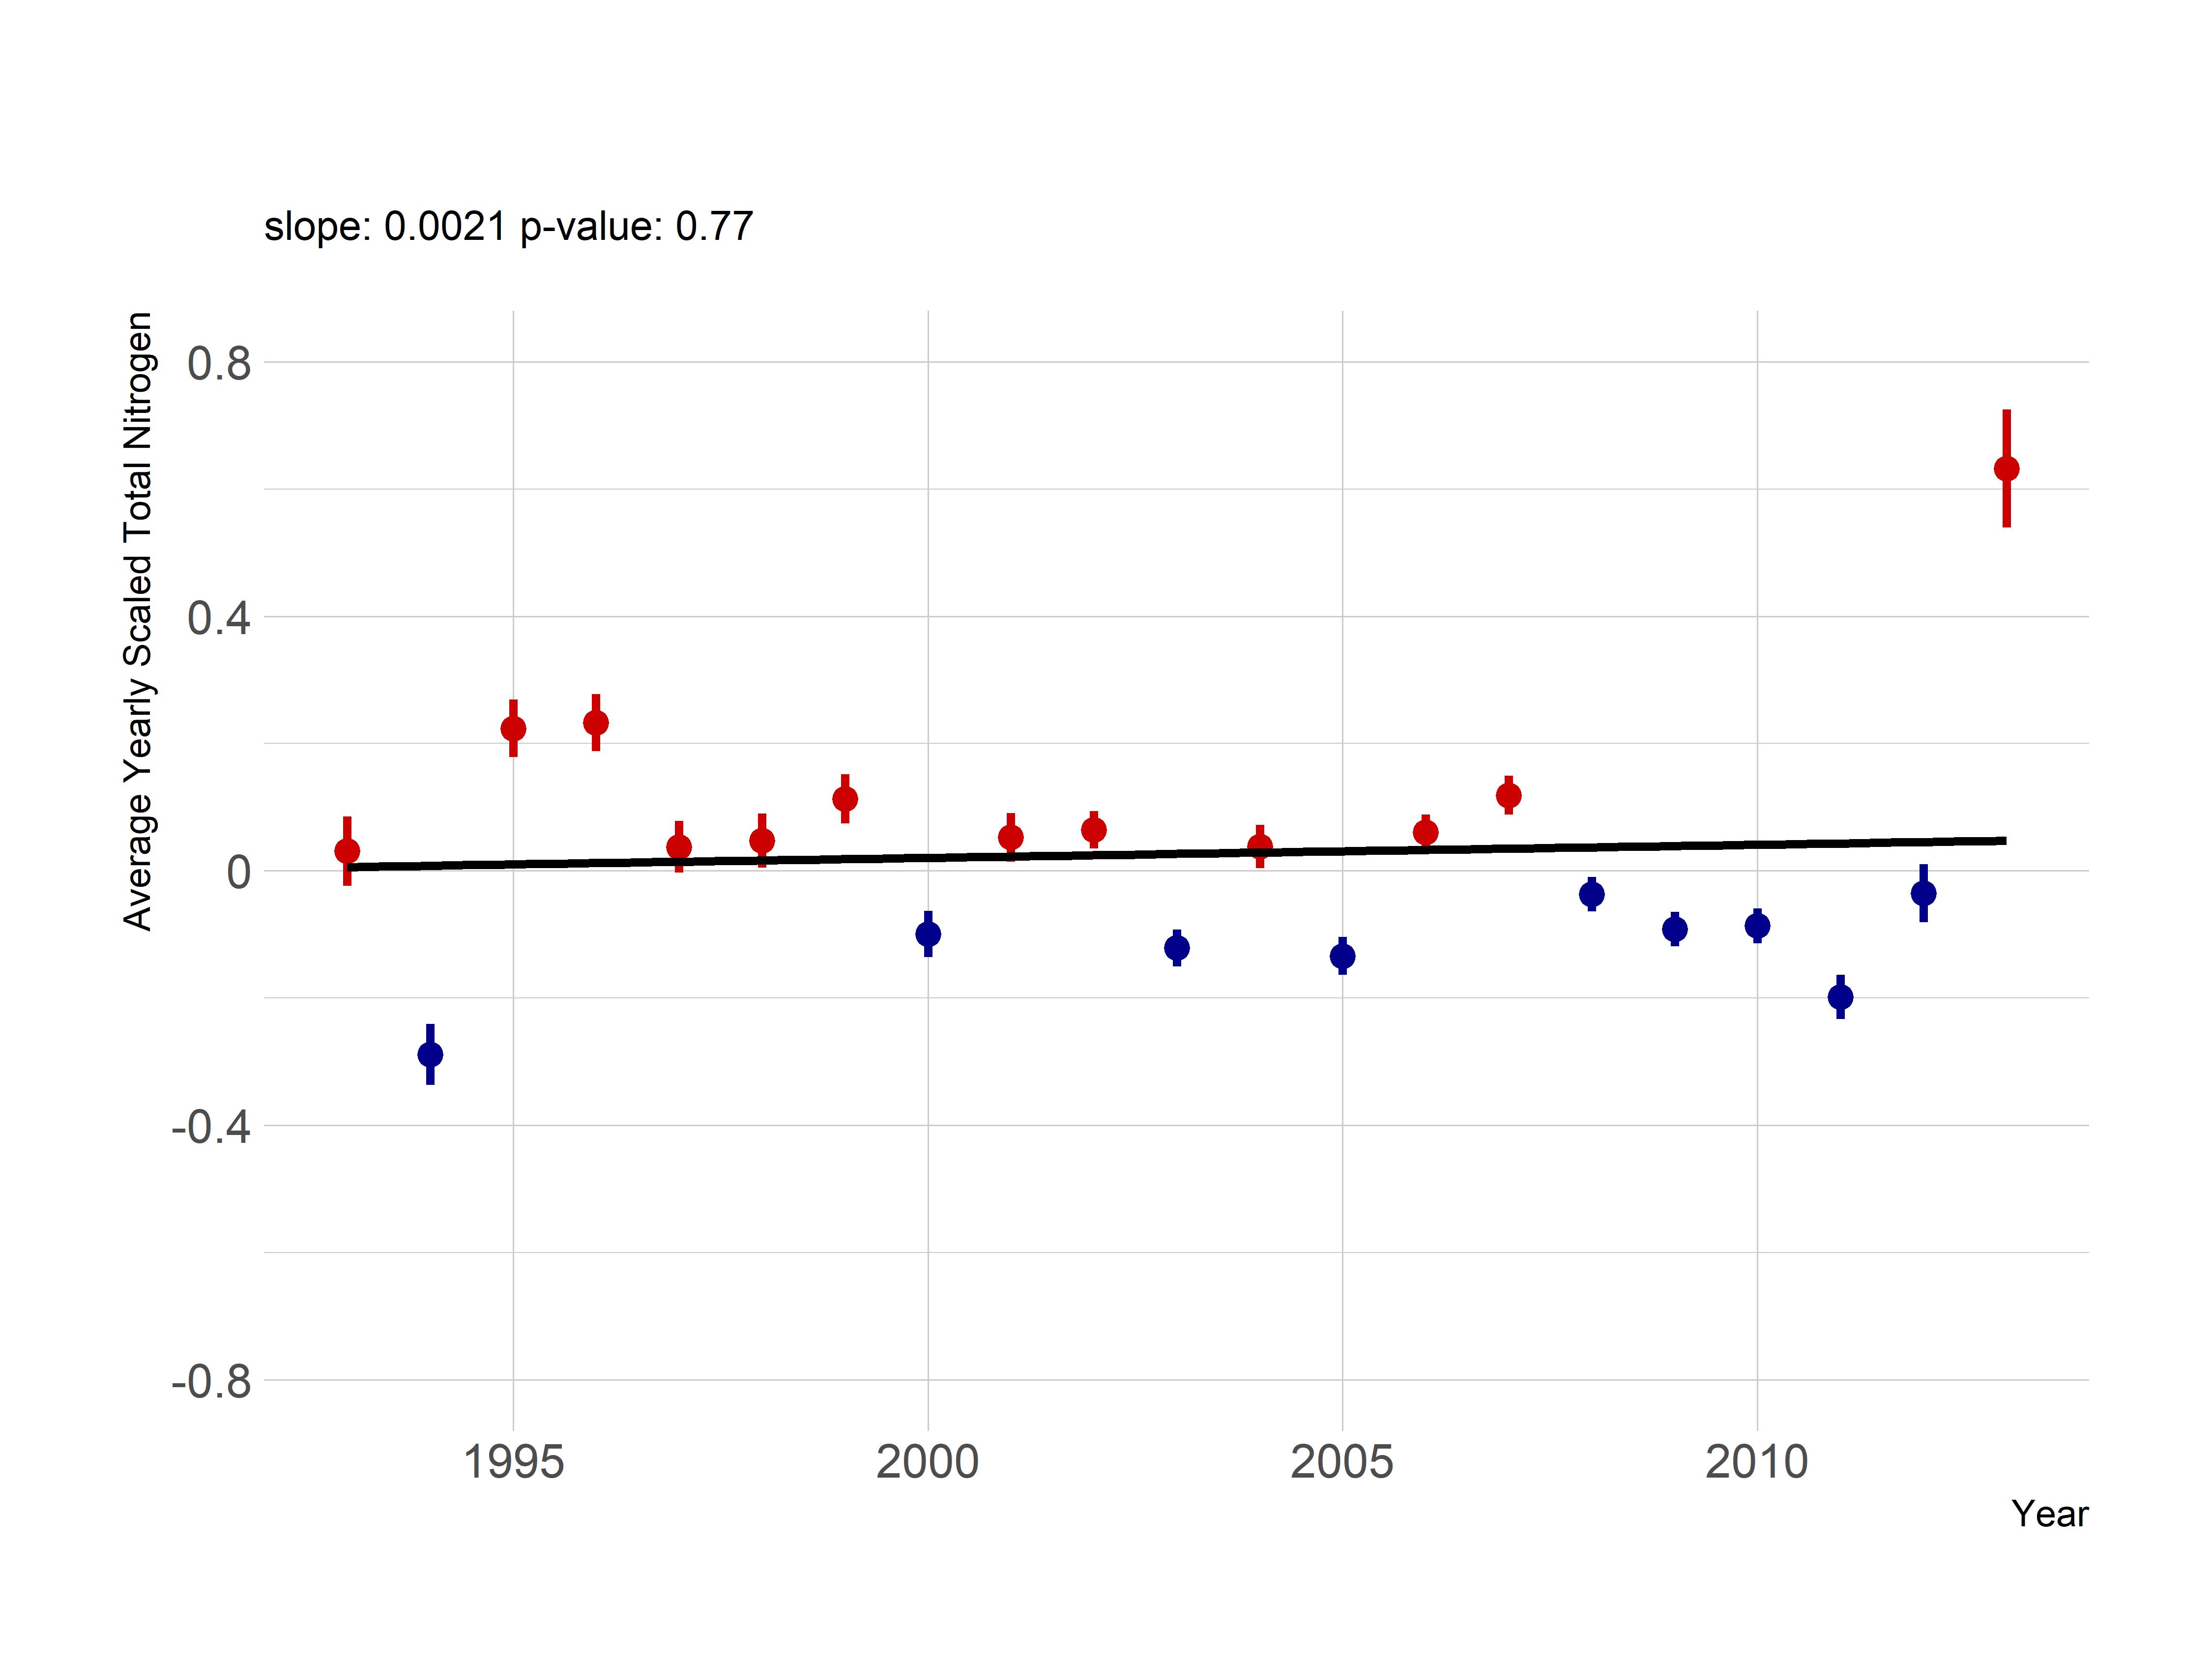 slope: 0.0021 p-value: 0.77
Average Yearly Scaled Total Nitrogen
0.8
0.4
0
-0.4
-0.8
1995 2000 2005 2010
Year